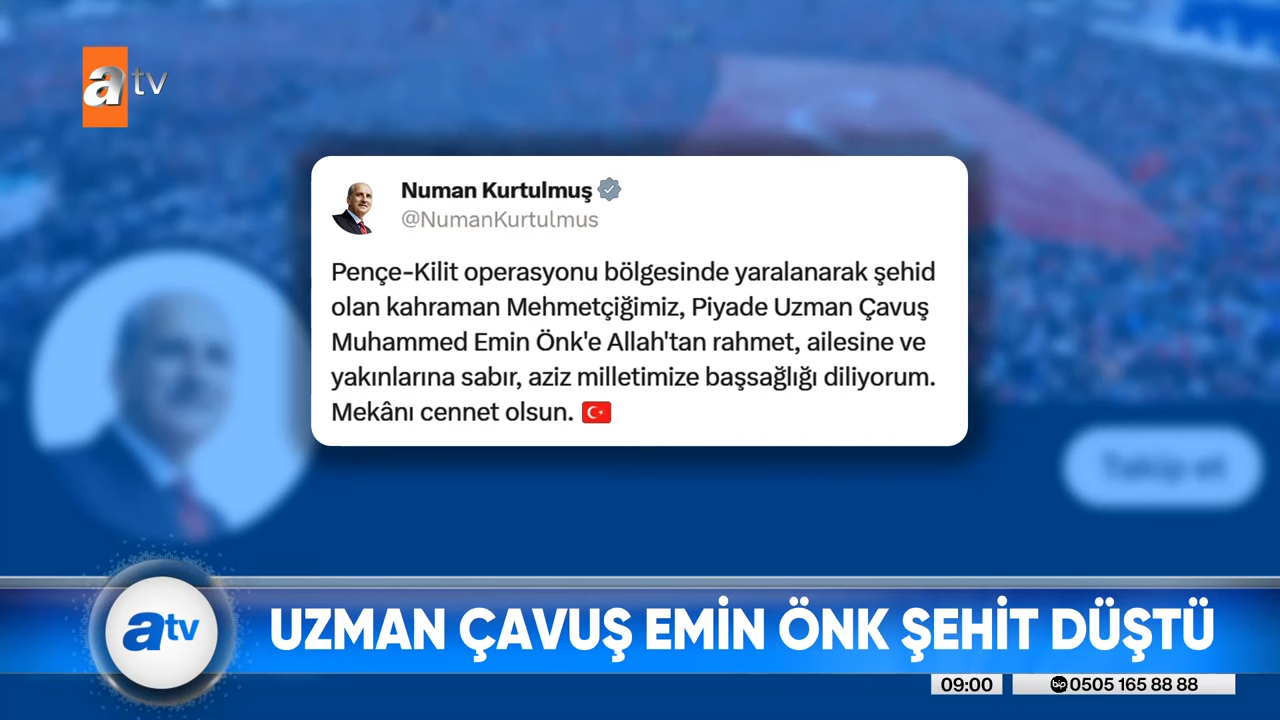 atv
Numan Kurtulmuş
@NumanKurtulmus
Pençe-Kilit operasyonu bölgesinde yaralanarak şehid
olan kahraman Mehmetçiğimiz, Piyade Uzman Çavuş
Muhammed Emin Önk'e Allah'tan rahmet, ailesine ve
yakınlarına sabır, aziz milletimize başsağlığı diliyorum.
Mekânı cennet olsun.
Takip et
atv
UZMAN ÇAVUŞ EMİN ÖNK ŞEHİT DÜŞTÜ
09:00
bip 0505 165 88 88